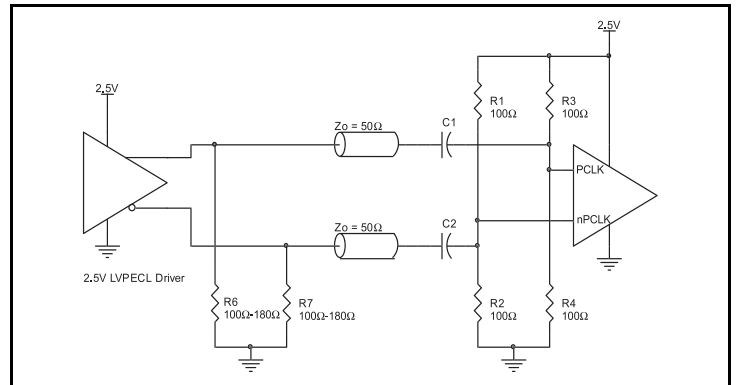 2.5V
2.5V
R1
100Ω
R3
100Ω
Zo = 50Ω
C1
PCLK
nPCLK
Zo = 50Ω
C2
2.5V LVPECL Driver
R6
100Ω-180Ω
R7
100Ω-180Ω
R2
100Ω
R4
100Ω